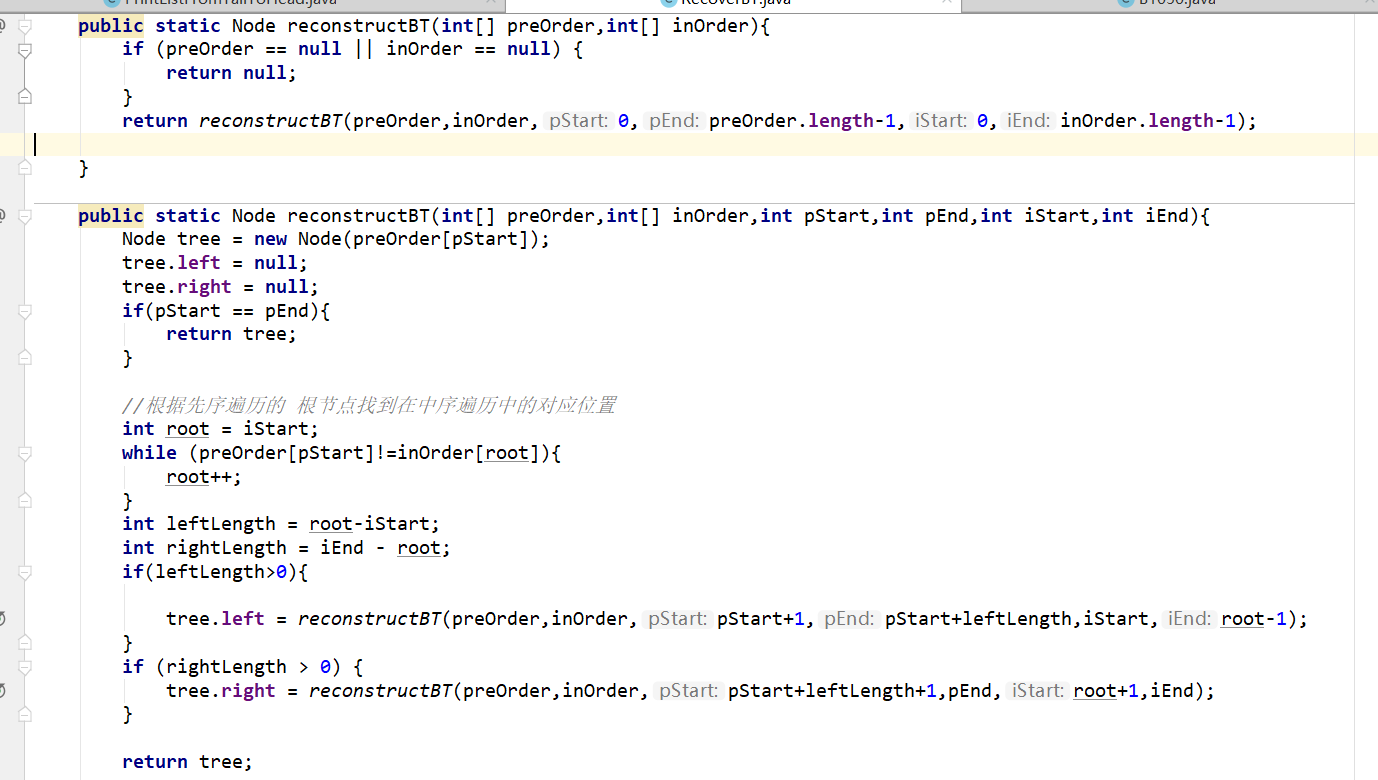 PrintListFromTailToHead.java RecoverBT.java
public static Node reconstructBT(int[] preOrder,int[] inOrder){
if (preOrder == null || inOrder == null) {
return null;
}
return reconstructBT(preOrder,inOrder, pStart: 0, pEnd: preOrder.length-1, iStart: 0, iEnd: inOrder.length-1);
}
public static Node reconstructBT(int[] preOrder,int[] inOrder,int pStart,int pEnd,int iStart,int iEnd){
Node tree = new Node(preOrder[pStart]);
tree.left = null;
tree.right = null;
if(pStart == pEnd){
return tree;
}
//根据先序遍历的 根节点找到在中序遍历中的对应位置
int root = iStart;
while (preOrder[pStart]!=inOrder[root]){
root++;
}
int leftLength = root-iStart;
int rightLength = iEnd - root;
if(leftLength>0){
tree.left = reconstructBT(preOrder,inOrder, pStart: pStart+1, pEnd: pStart+leftLength,iStart, iEnd: root-1);
}
if (rightLength > 0) {
tree.right = reconstructBT(preOrder,inOrder, pStart: pStart+leftLength+1,pEnd, iStart: root+1,iEnd);
}
return tree;